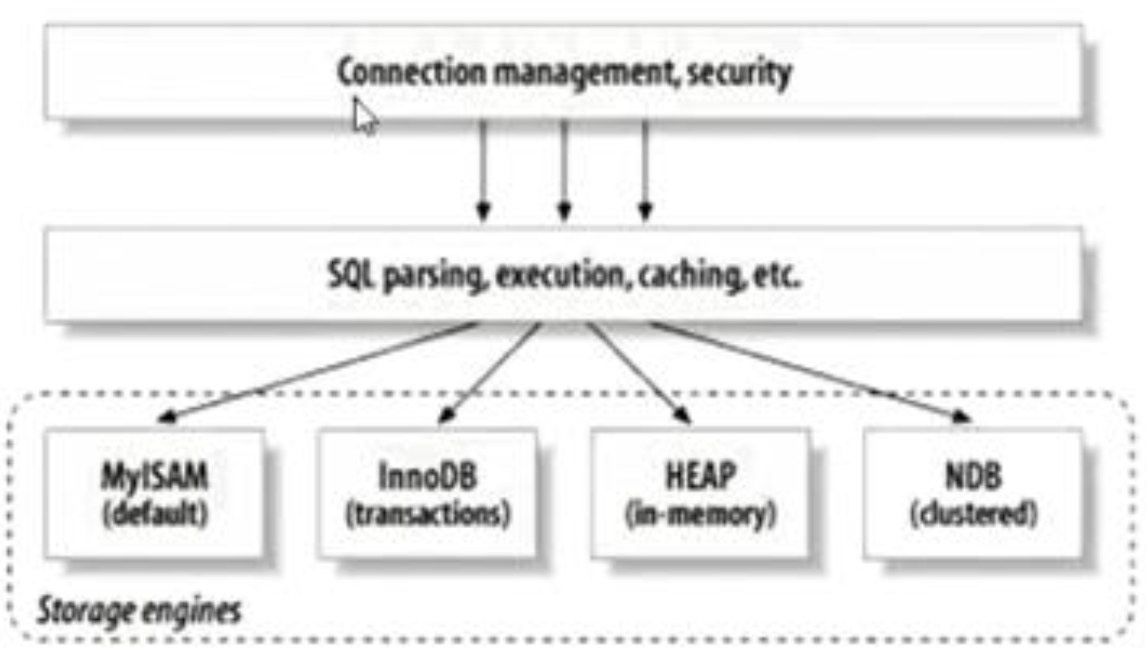 Connection management, security
SQL parsing, execution, caching, etc.
MyISAM
(default)
InnoDB
(transactions)
HEAP
(in-memory)
NDB
(clustered)
Storage engines